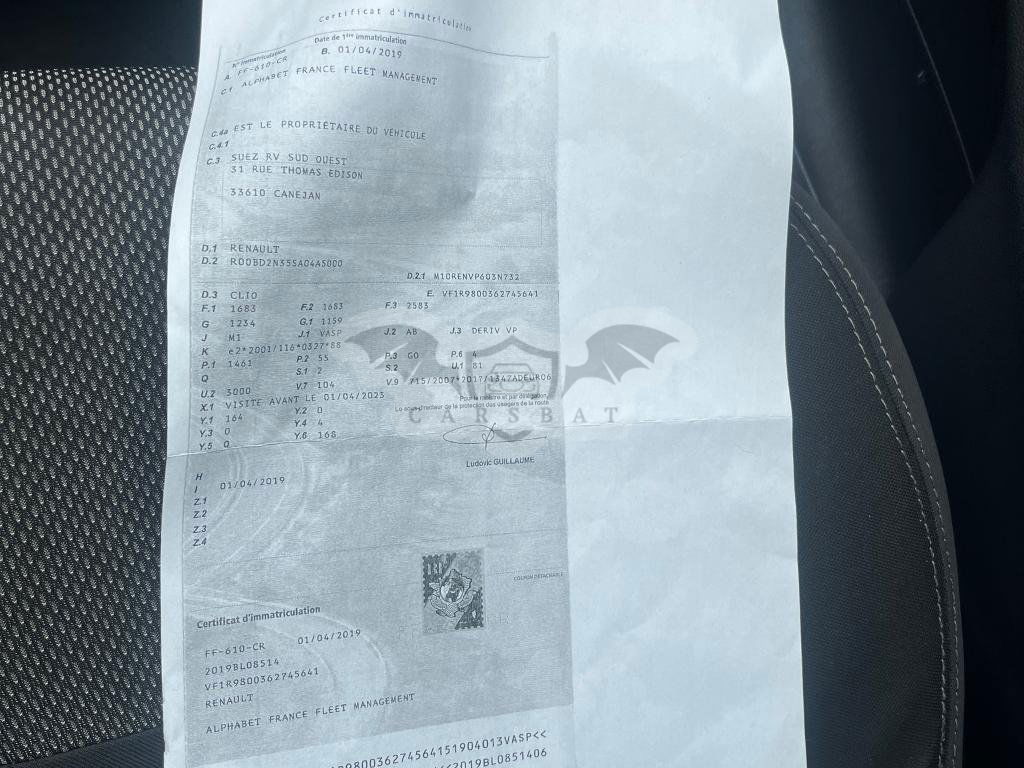 Certificat d'immatriculation
N° immatriculation Date de 1ère immatriculation
A. FF-610-CR B. 01/04/2019
C.1 ALPHABET FRANCE FLEET MANAGEMENT
C.4a EST LE PROPRIÉTAIRE DU VÉHICULE
C.4.1
C.3 SUEZ RV SUD OUEST
31 RUE THOMAS EDISON
33610 CANEJAN
D.1 RENAULT
D.2 R00BD2N35SA04A5000
D.2.1 M10RENVP603N732
D.3 CLIO E. VF1R9800362745641
F.1 1683 F.2 1683 F.3 2583
G 1234 G.1 1159
J M1 J.1 VASP J.2 AB J.3 DERIV VP
K e2*2001/116*0327*88
P.1 1461 P.2 55 P.3 GO P.6 4
Q S.1 2 S.2 U.1 81
U.2 3000 V.7 104 V.9 715/2007*2017/1347ADEURO6
X.1 VISITE AVANT LE 01/04/2023
Pour le ministre et par délégation,
Le sous-directeur de la protection des usagers de la route
Y.1 164 Y.2 0
Y.3 0 Y.4 4
Y.5 0 Y.6 168
CARSBAT
Ludovic GUILLAUME
H
I 01/04/2019
Z.1
Z.2
Z.3
Z.4
COUPON DÉTACHABLE
Certificat d'immatriculation
FF-610-CR 01/04/2019
2019BL08514
VF1R9800362745641
RENAULT
ALPHABET FRANCE FLEET MANAGEMENT
1R980036274564151904013VASP<<
<<2019BL0851406